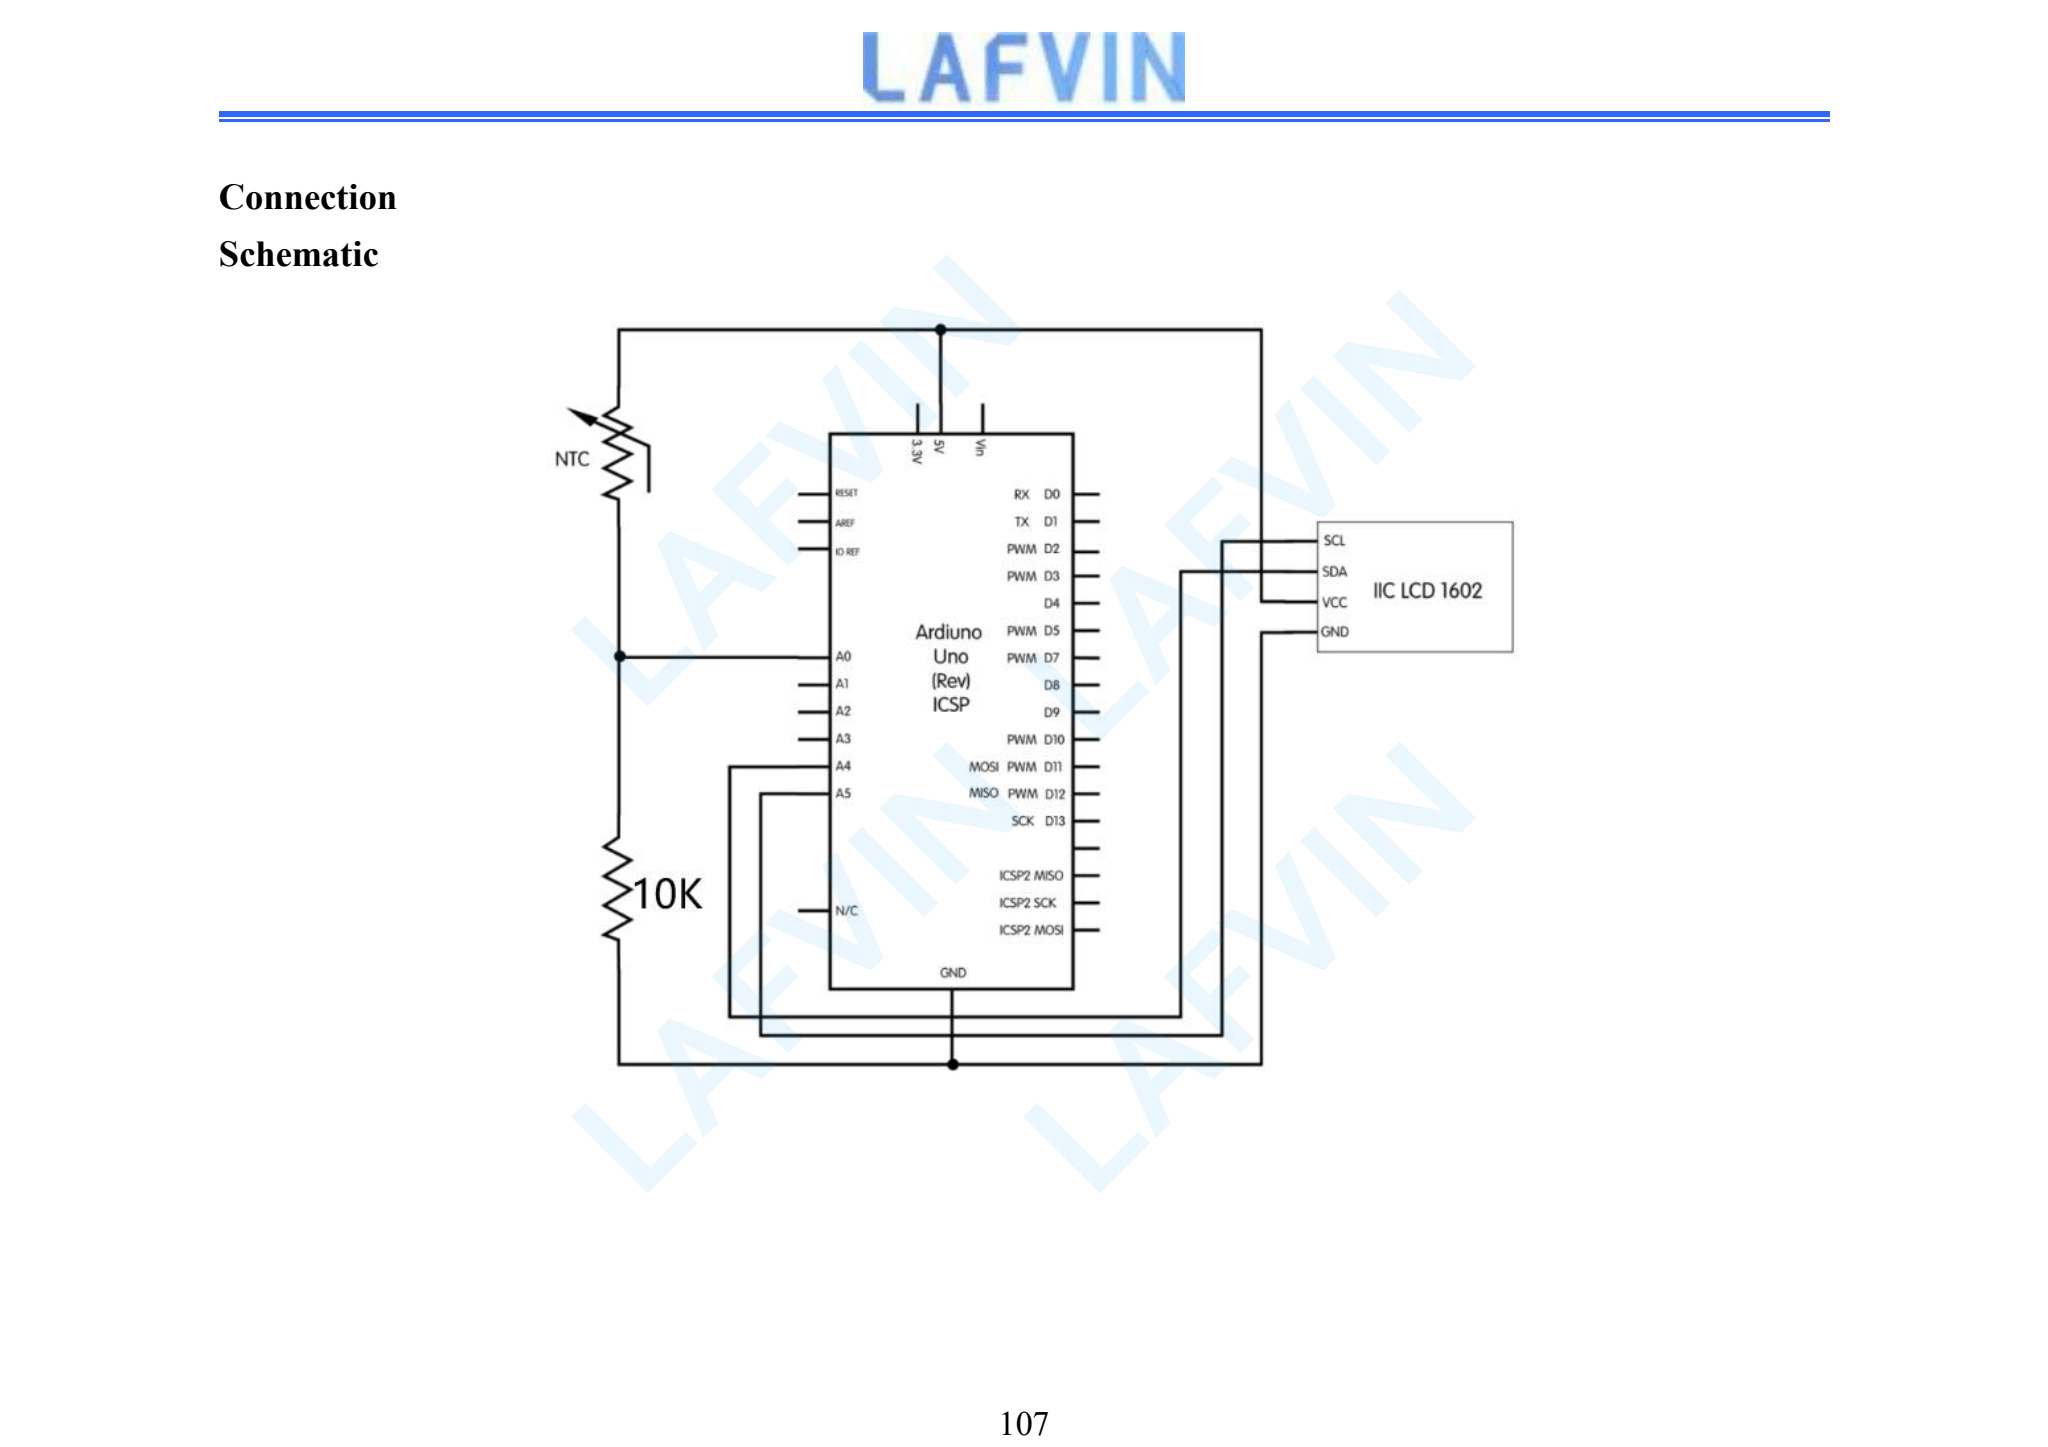 LAFVIN
Connection
Schematic
3.3V
5V
Vin
NTC
RESET
AREF
IO REF
RX D0
TX D1
PWM D2
PWM D3
D4
PWM D5
PWM D7
D8
D9
PWM D10
MOSI PWM D11
MISO PWM D12
SCK D13
ICSP2 MISO
ICSP2 SCK
ICSP2 MOSI
Ardiuno
Uno
(Rev)
ICSP
A0
A1
A2
A3
A4
A5
N/C
GND
10K
SCL
SDA
VCC
GND
IIC LCD 1602
LAFVIN
LAFVIN
LAFVIN
LAFVIN
107